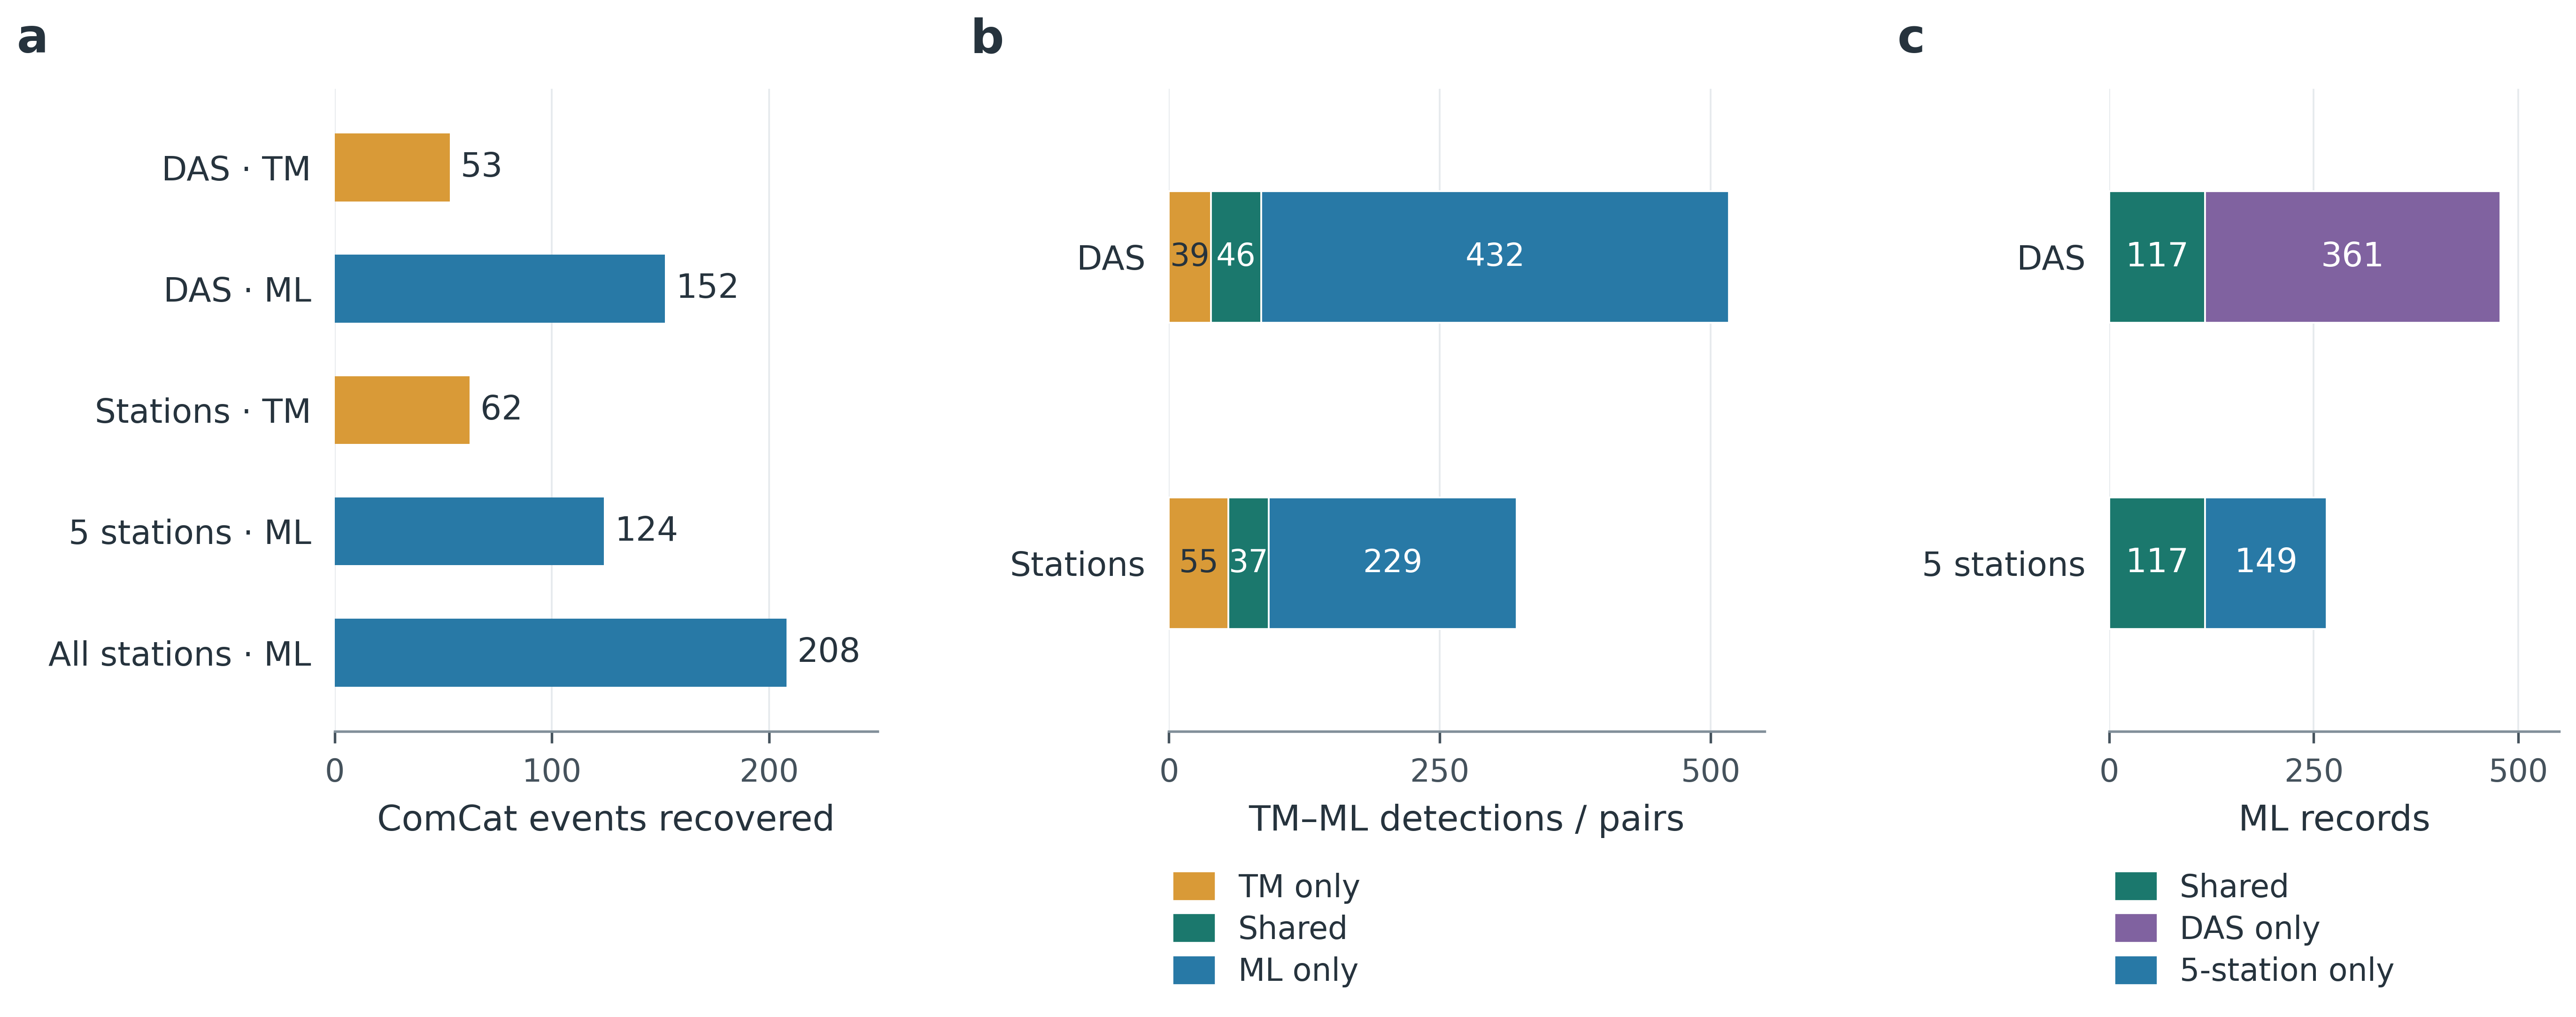 a
DAS · TM
53
DAS · ML
152
Stations · TM
62
5 stations · ML
124
All stations · ML
208
0 100 200
ComCat events recovered
b
DAS
39 46 432
Stations
55 37 229
0 250 500
TM–ML detections / pairs
TM only
Shared
ML only
c
DAS
117 361
5 stations
117 149
0 250 500
ML records
Shared
DAS only
5-station only